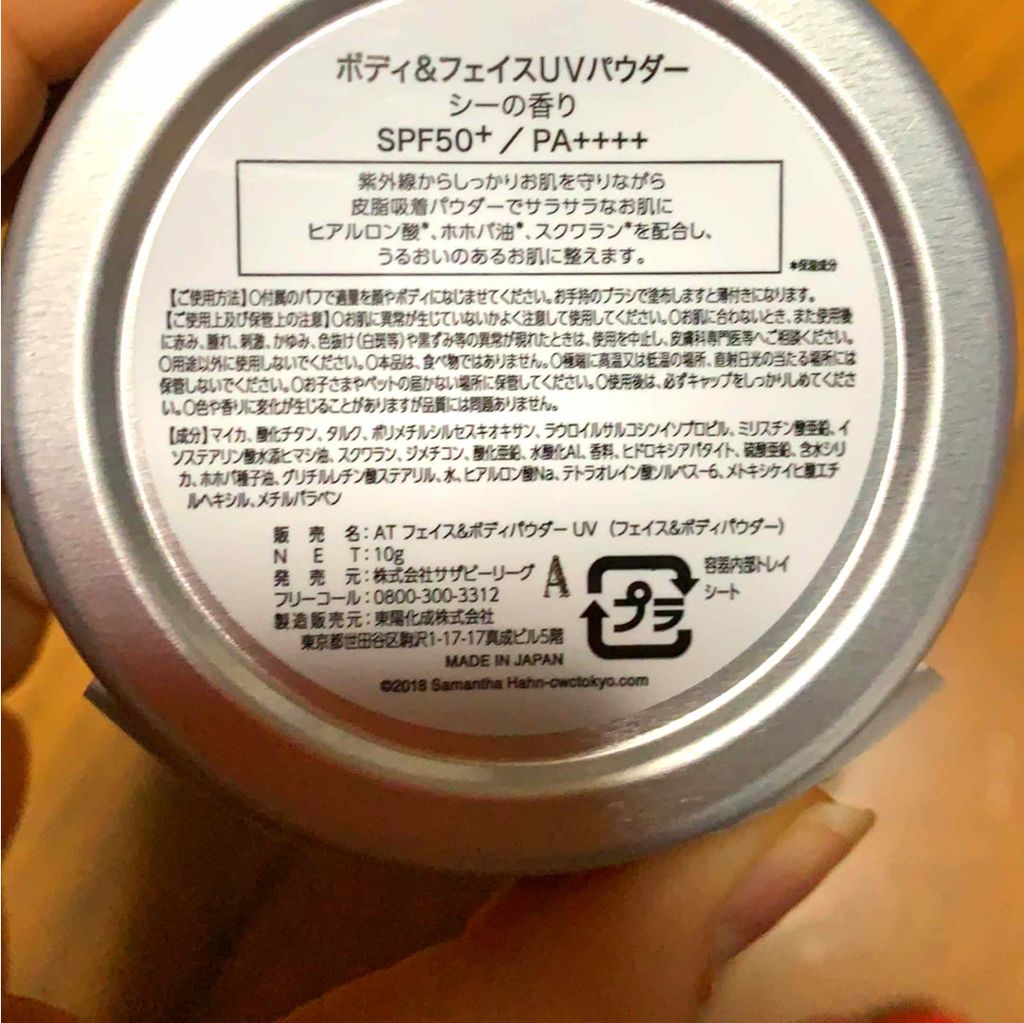 ボディ&フェイスUVパウダー
シーの香り
SPF50⁺/PA++++
紫外線からしっかりお肌を守りながら
皮脂吸着パウダーでサラサラなお肌に
ヒアルロン酸*、ホホバ油*、スクワラン*を配合し、
うるおいのあるお肌に整えます。
*保湿成分
【ご使用方法】○付属のパフで適量を顔やボディになじませてください。お手持のブラシで塗布しますと薄付きになります。
【ご使用上及び保管上の注意】○お肌に異常が生じていないかよく注意して使用してください。○お肌に合わないとき、また使用後
に赤み、腫れ、刺激、かゆみ、色抜け(白斑等)や黒ずみ等の異常が現れたときは、使用を中止し、皮膚科専門医等へご相談ください。
○用途以外に使用しないでください。○本品は、食べ物ではありません。○極端に高温又は低温の場所、直射日光の当たる場所には
保管しないでください。○お子さまやペットの届かない場所に保管してください。○使用後は、必ずキャップをしっかりしめてくださ
い。○色や香りに変化が生じることがありますが品質には問題ありません。
【成分】マイカ、酸化チタン、タルク、ポリメチルシルセスキオキサン、ラウロイルサルコシンイソプロピル、ミリスチン酸亜鉛、イ
ソステアリン酸水添ヒマシ油、スクワラン、ジメチコン、酸化亜鉛、水酸化Al、香料、ヒドロキシアパタイト、硫酸亜鉛、含水シリ
カ、ホホバ種子油、グリチルレチン酸ステアリル、水、ヒアルロン酸Na、テトラオレイン酸ソルベス-6、メトキシケイヒ酸エチ
ルヘキシル、メチルパラベン
販売名:AT フェイス&ボディパウダー UV (フェイス&ボディパウダー)
NET:10g
発売元:株式会社サザビーリーグ
フリーコール:0800-300-3312
製造販売元:東陽化成株式会社
東京都世田谷区駒沢1-17-17真成ビル5階
MADE IN JAPAN
©2018 Samantha Hahn-cwctokyo.com
A
プラ
容器内部トレイ
シート